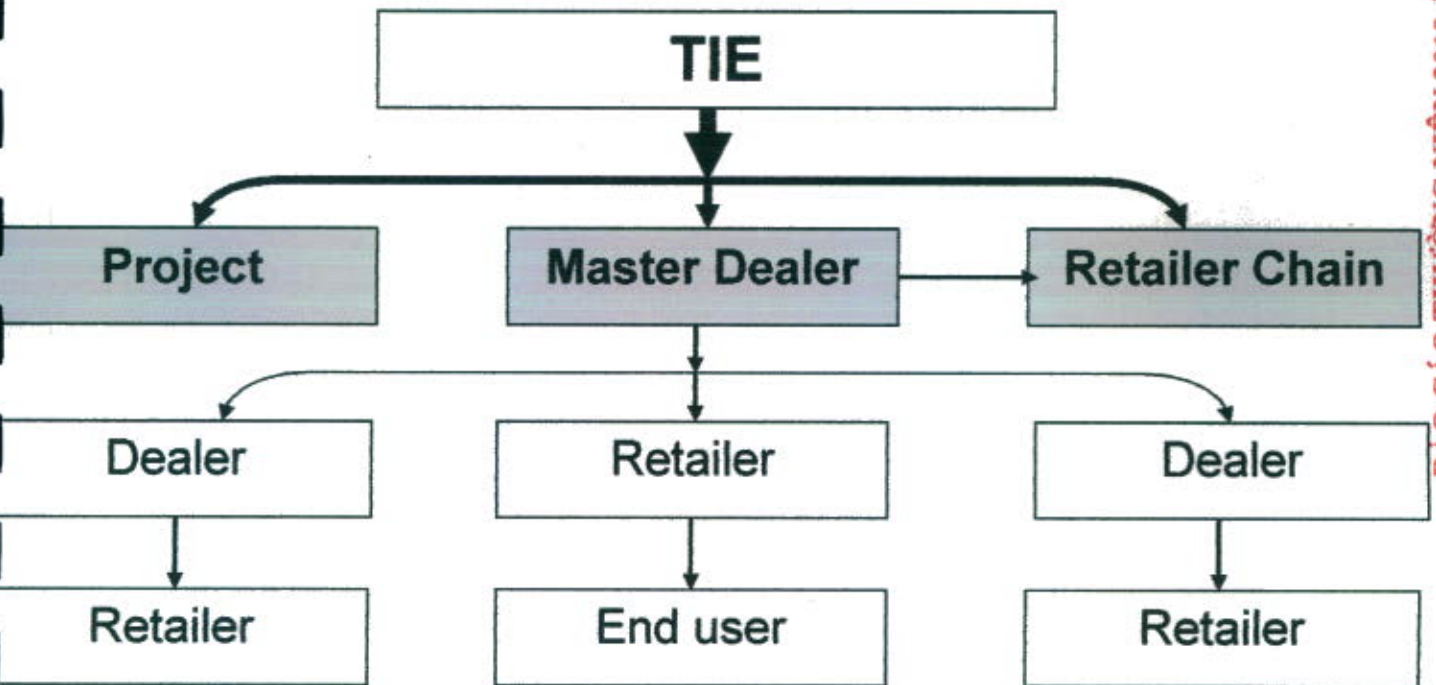 TIE
Project
Master Dealer
Retailer Chain
Dealer
Retailer
Dealer
Retailer
End user
Retailer